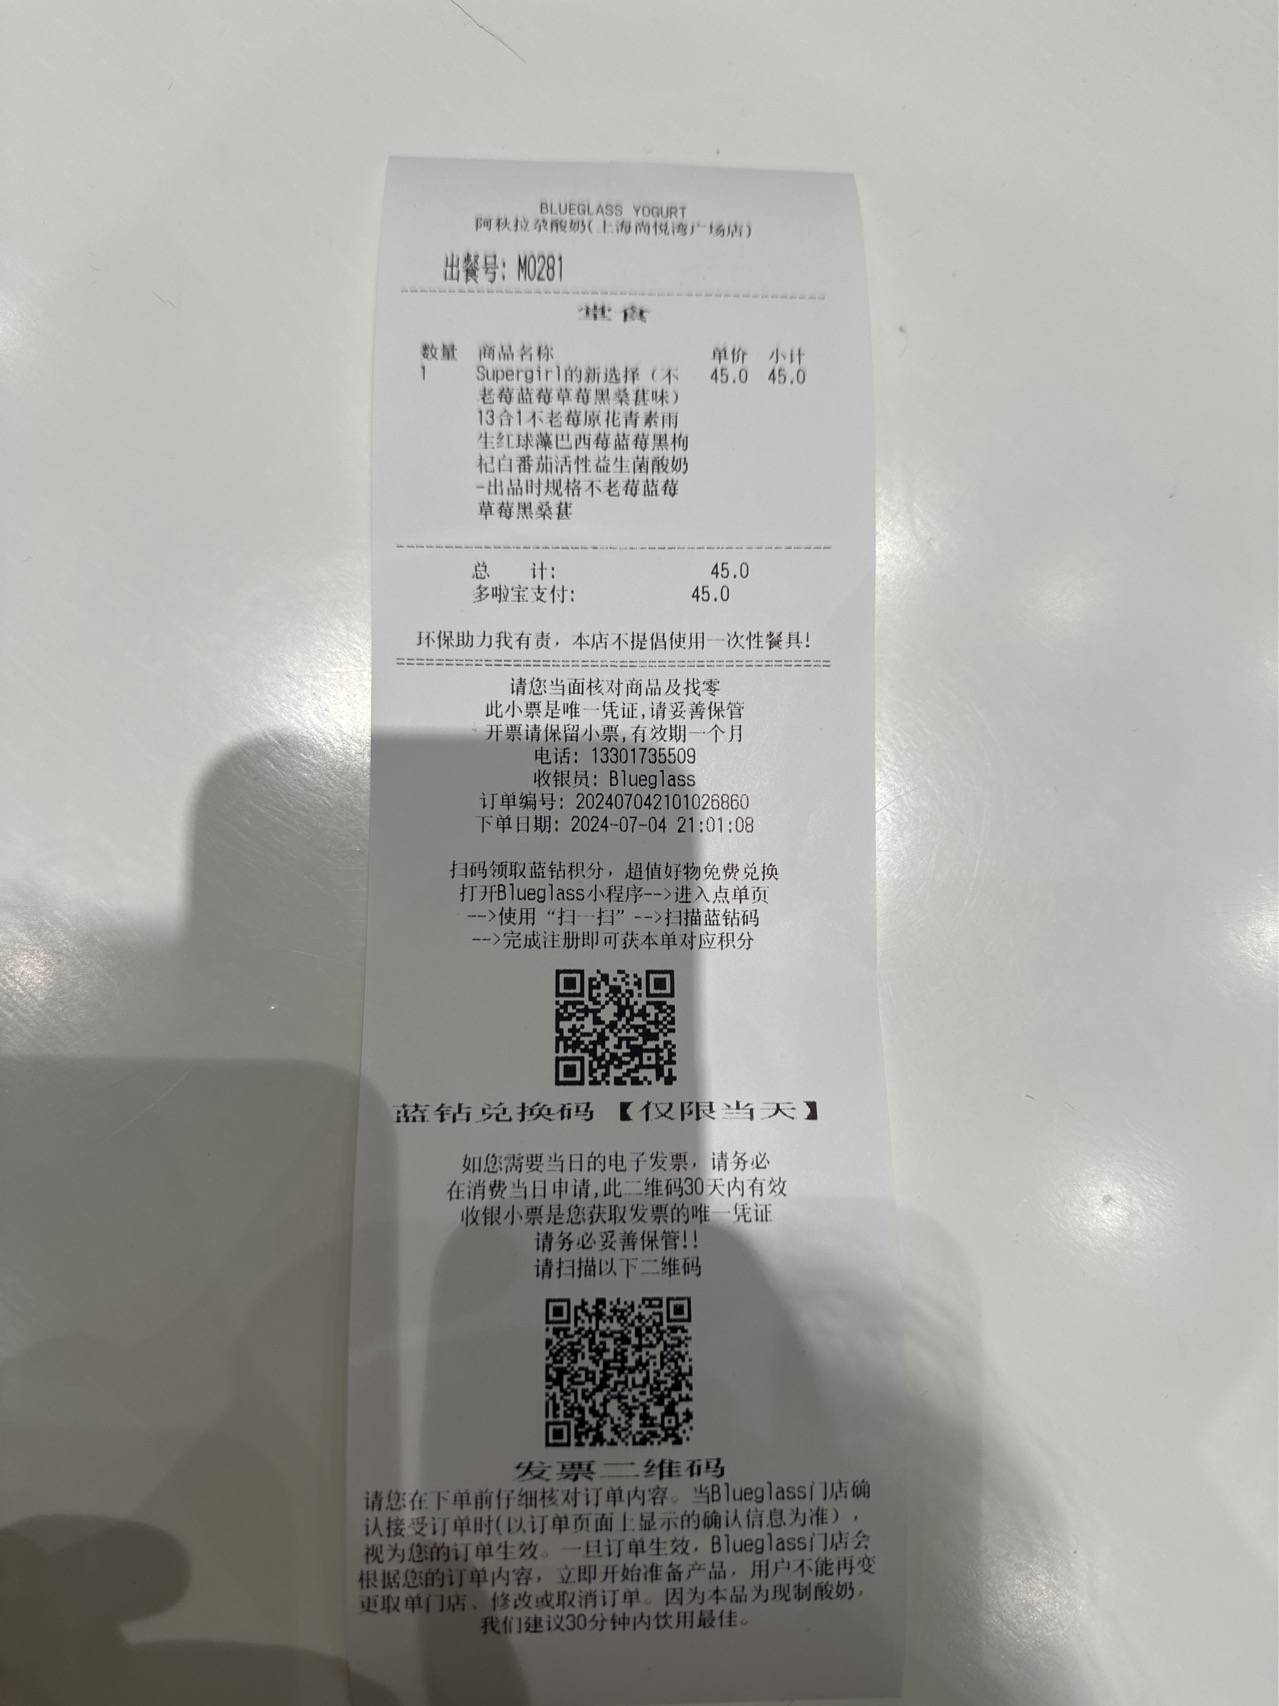 BLUEGLASS YOGURT
阿秋拉尕酸奶(上海尚悦湾广场店)
出餐号: M0281
堂食
数量 商品名称 单价 小计
1 Supergirl的新选择（不 45.0 45.0
老莓蓝莓草莓黑桑葚味）
13合1不老莓原花青素雨
生红球藻巴西莓蓝莓黑枸
杞白番茄活性益生菌酸奶
-出品时规格不老莓蓝莓
草莓黑桑葚
总 计: 45.0
多啦宝支付: 45.0
环保助力我有责，本店不提倡使用一次性餐具!
请您当面核对商品及找零
此小票是唯一凭证,请妥善保管
开票请保留小票,有效期一个月
电话: 13301735509
收银员: Blueglass
订单编号: 202407042101026860
下单日期: 2024-07-04 21:01:08
扫码领取蓝钻积分，超值好物免费兑换
打开Blueglass小程序-->进入点单页
-->使用“扫一扫”-->扫描蓝钻码
-->完成注册即可获本单对应积分
蓝钻兑换码【仅限当天】
如您需要当日的电子发票，请务必
在消费当日申请,此二维码30天内有效
收银小票是您获取发票的唯一凭证
请务必妥善保管!!
请扫描以下二维码
发票二维码
请您在下单前仔细核对订单内容。当Blueglass门店确
认接受订单时(以订单页面上显示的确认信息为准)，
视为您的订单生效。一旦订单生效，Blueglass门店会
根据您的订单内容，立即开始准备产品，用户不能再变
更取单门店、修改或取消订单。因为本品为现制酸奶，
我们建议30分钟内饮用最佳。